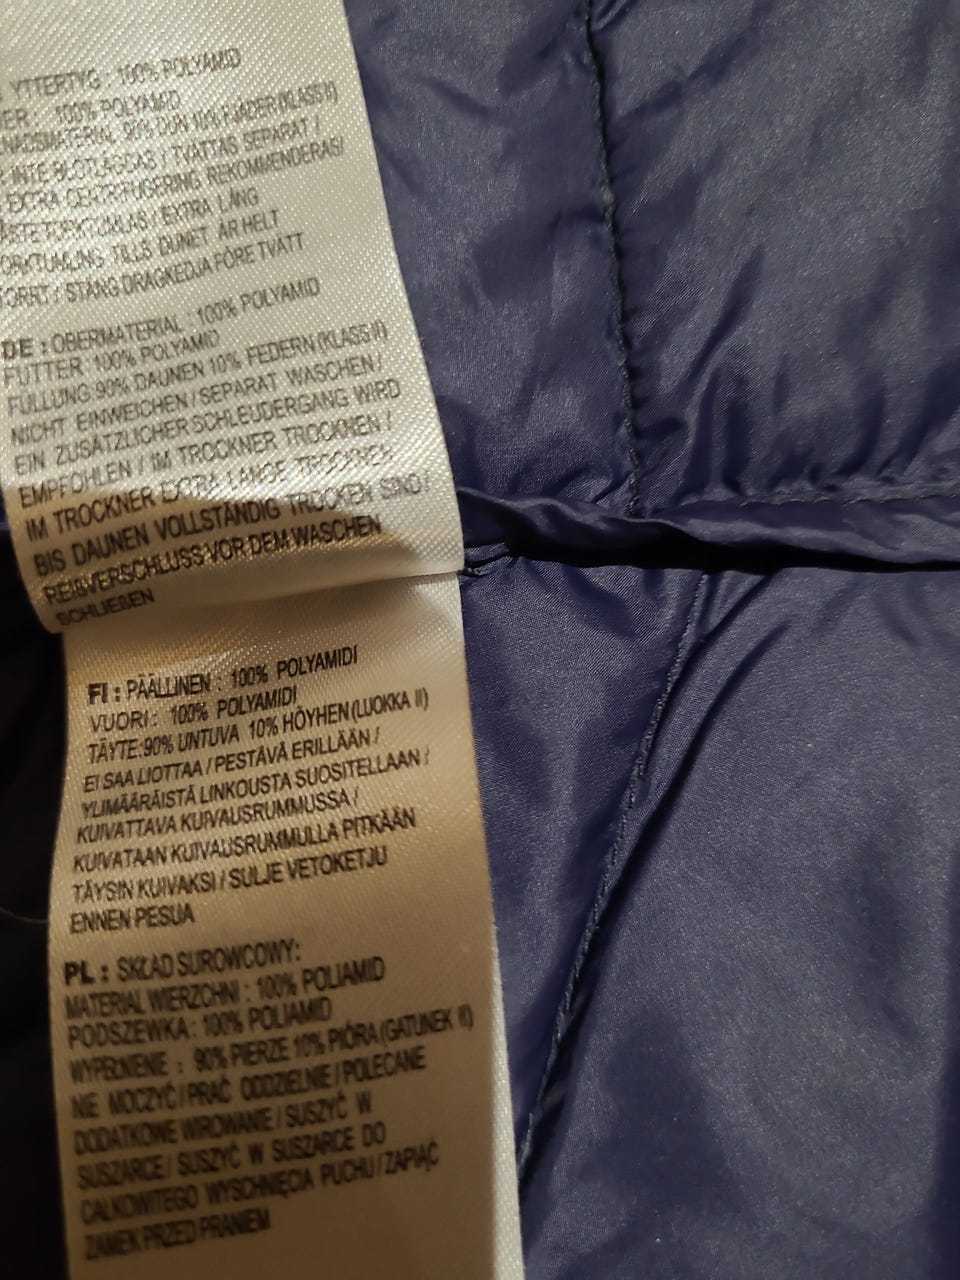 YTTERTYG : 100% POLYAMID
100% POLYAMID
90% DUN 10% FJÄDER (KLASS II)
INTE BLÖTLÄGGAS / TVÄTTAS SEPARAT /
EXTRA CENTRIFUGERING REKOMMENDERAS/
EXTRA LÅNG
TILLS DUNET ÄR HELT
TORRT / STÄNG DRAGKEDJA FÖRE TVÄTT
DE : OBERMATERIAL : 100% POLYAMID
FUTTER : 100% POLYAMID
FÜLLUNG:90% DAUNEN 10% FEDERN (KLASS II)
NICHT EINWEICHEN / SEPARAT WASCHEN /
EIN ZUSÄTZLICHER SCHLEUDERGANG WIRD
EMPFOHLEN / IM TROCKNER TROCKNEN /
IM TROCKNER EXTRA LANGE TROCKNEN
BIS DAUNEN VOLLSTÄNDIG TROCKEN SIND /
REIßVERSCHLUSS VOR DEM WASCHEN
SCHLIEßEN
FI : PÄÄLLINEN : 100% POLYAMIDI
VUORI : 100% POLYAMIDI
TÄYTE:90% UNTUVA 10% HÖYHEN (LUOKKA II)
EI SAA LIOTTAA / PESTÄVÄ ERILLÄÄN /
YLIMÄÄRÄISTÄ LINKOUSTA SUOSITELLAAN /
KUIVATTAVA KUIVAUSRUMMUSSA /
KUIVATAAN KUIVAUSRUMMULLA PITKÄÄN
TÄYSIN KUIVAKSI / SULJE VETOKETJU
ENNEN PESUA
PL : SKŁAD SUROWCOWY:
MATERIAL WIERZCHNI : 100% POLIAMID
PODSZEWKA : 100% POLIAMID
WYPEŁNIENIE : 90% PIERZE 10% PIÓRA (GATUNEK II)
NIE MOCZYĆ / PRAĆ ODDZIELNIE / POLECANE
DODATKOWE WIROWANIE / SUSZYĆ W
SUSZARCE / SUSZYĆ W SUSZARCE DO
CAŁKOWITEGO WYSCHNIĘCIA PUCHU / ZAPIĄĆ
ZAMEK PRZED PRANIEM